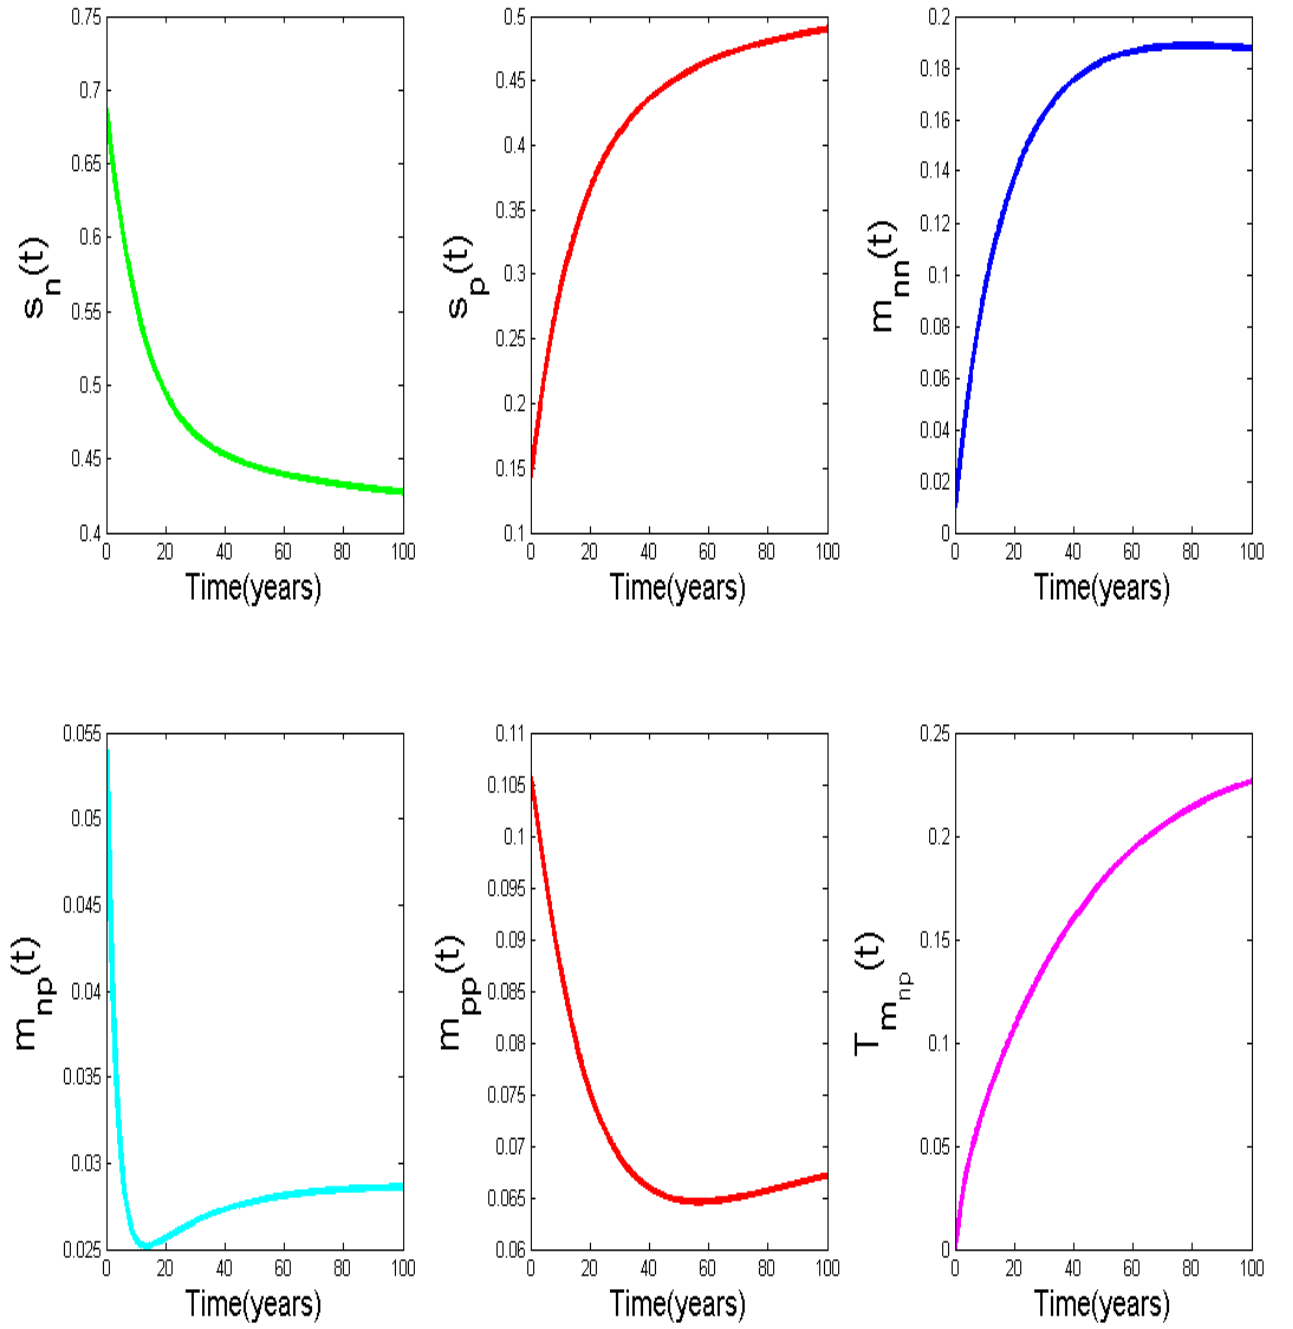 0.75 0.7 0.65 0.6 0.55 0.5 0.45 0.4
s_n(t)
0 20 40 60 80 100
Time(years)
0.5 0.45 0.4 0.35 0.3 0.25 0.2 0.15 0.1
s_p(t)
0 20 40 60 80 100
Time(years)
0.2 0.18 0.16 0.14 0.12 0.1 0.08 0.06 0.04 0.02 0
m_nn(t)
0 20 40 60 80 100
Time(years)
0.055 0.05 0.045 0.04 0.035 0.03 0.025
m_np(t)
0 20 40 60 80 100
Time(years)
0.11 0.105 0.1 0.095 0.09 0.085 0.08 0.075 0.07 0.065 0.06
m_pp(t)
0 20 40 60 80 100
Time(years)
0.25 0.2 0.15 0.1 0.05 0
T_m_np (t)
0 20 40 60 80 100
Time(years)